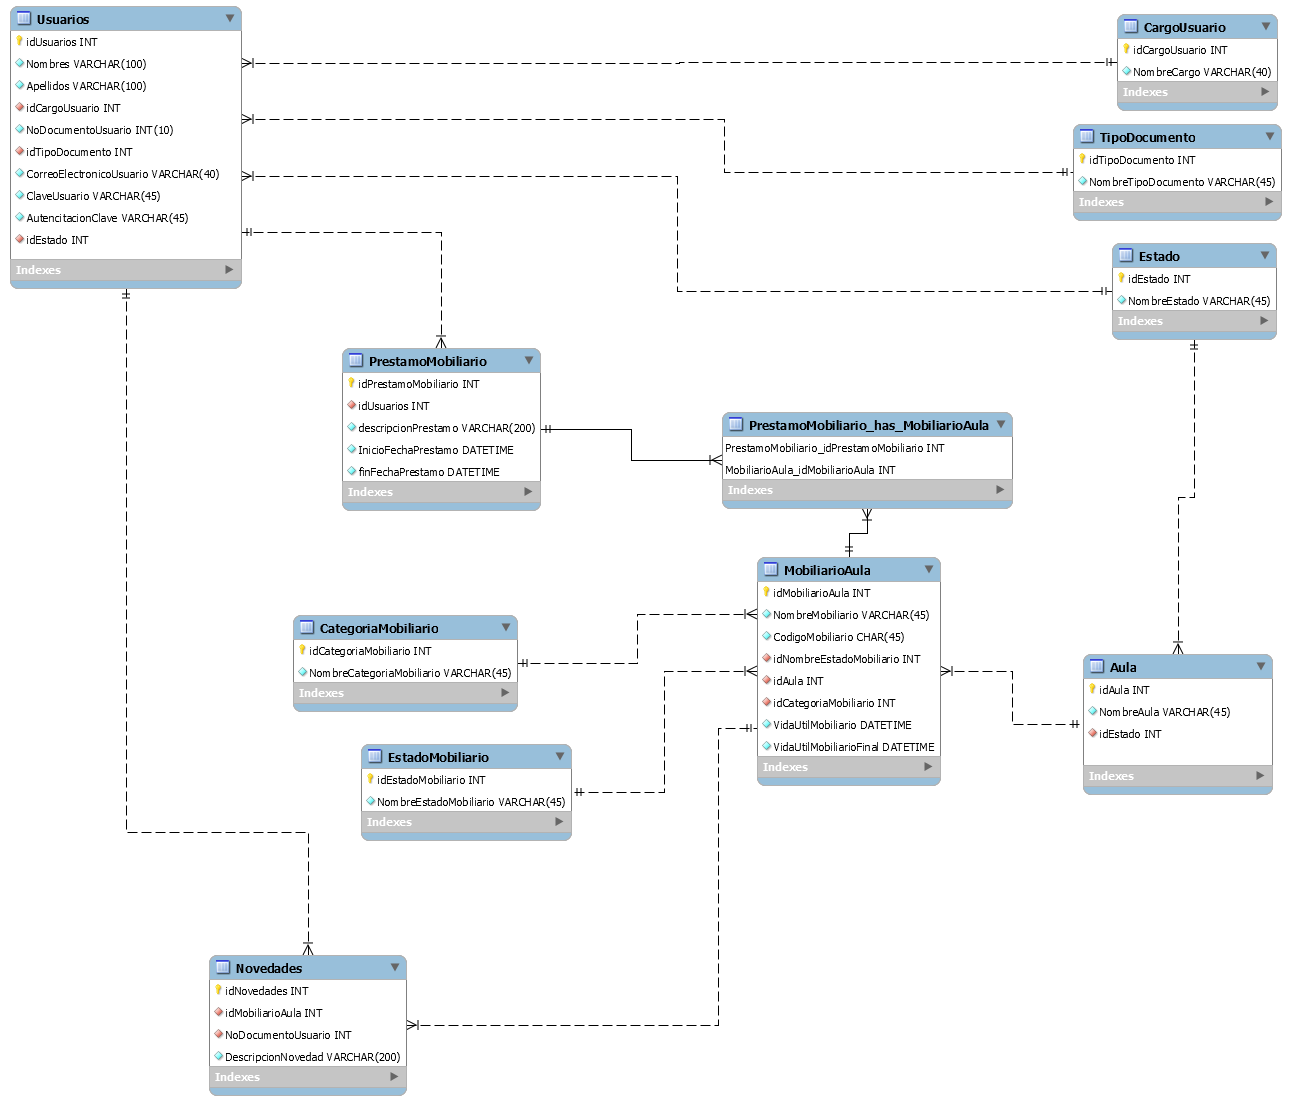 Usuarios
idUsuarios INT
Nombres VARCHAR(100)
Apellidos VARCHAR(100)
idCargoUsuario INT
NoDocumentoUsuario INT(10)
idTipoDocumento INT
CorreoElectronicoUsuario VARCHAR(40)
ClaveUsuario VARCHAR(45)
AutencitacionClave VARCHAR(45)
idEstado INT
Indexes
CargoUsuario
idCargoUsuario INT
NombreCargo VARCHAR(40)
Indexes
TipoDocumento
idTipoDocumento INT
NombreTipoDocumento VARCHAR(45)
Indexes
Estado
idEstado INT
NombreEstado VARCHAR(45)
Indexes
PrestamoMobiliario
idPrestamoMobiliario INT
idUsuarios INT
descripcionPrestamo VARCHAR(200)
InicioFechaPrestamo DATETIME
finFechaPrestamo DATETIME
Indexes
PrestamoMobiliario_has_MobiliarioAula
PrestamoMobiliario_idPrestamoMobiliario INT
MobiliarioAula_idMobiliarioAula INT
Indexes
MobiliarioAula
idMobiliarioAula INT
NombreMobiliario VARCHAR(45)
CodigoMobiliario CHAR(45)
idNombreEstadoMobiliario INT
idAula INT
idCategoriaMobiliario INT
VidaUtilMobiliario DATETIME
VidaUtilMobiliarioFinal DATETIME
Indexes
CategoriaMobiliario
idCategoriaMobiliario INT
NombreCategoriaMobiliario VARCHAR(45)
Indexes
Aula
idAula INT
NombreAula VARCHAR(45)
idEstado INT
Indexes
EstadoMobiliario
idEstadoMobiliario INT
NombreEstadoMobiliario VARCHAR(45)
Indexes
Novedades
idNovedades INT
idMobiliarioAula INT
NoDocumentoUsuario INT
DescripcionNovedad VARCHAR(200)
Indexes